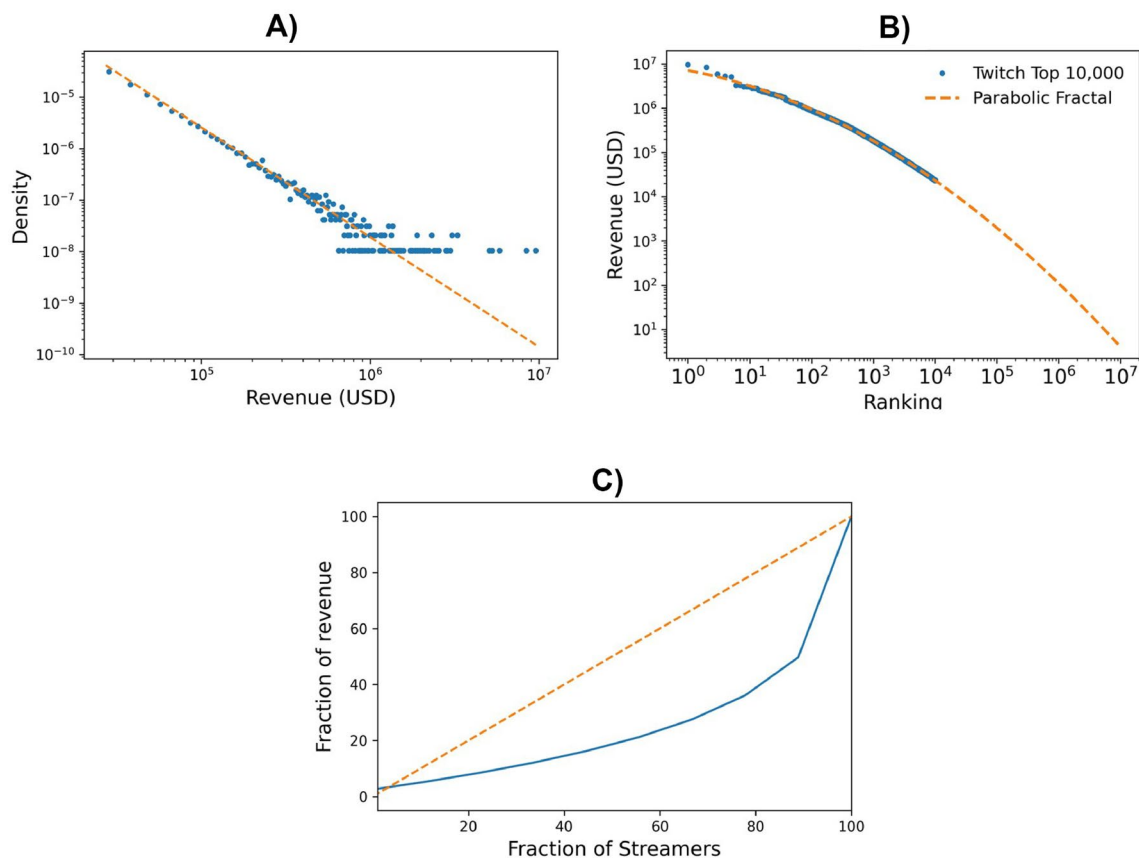 A)
10⁻⁵
10⁻⁶
10⁻⁷
10⁻⁸
10⁻⁹
10⁻¹⁰
Density
10⁵ 10⁶ 10⁷
Revenue (USD)
B)
10⁷
10⁶
10⁵
10⁴
10³
10²
10¹
Revenue (USD)
Twitch Top 10,000
Parabolic Fractal
10⁰ 10¹ 10² 10³ 10⁴ 10⁵ 10⁶ 10⁷
Ranking
C)
100
80
60
40
20
0
Fraction of revenue
20 40 60 80 100
Fraction of Streamers